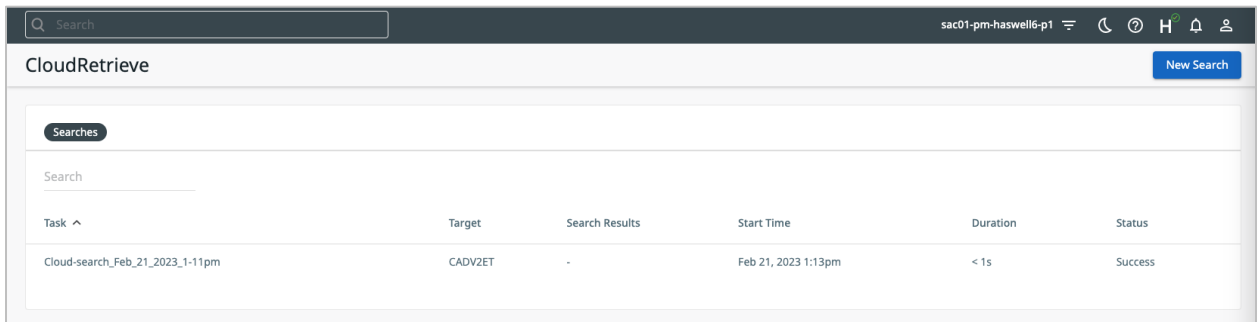 Search
sac01-pm-haswell6-p1
H
CloudRetrieve
New Search
Searches
Search
Task Target Search Results Start Time Duration Status
Cloud-search_Feb_21_2023_1-11pm CADV2ET - Feb 21, 2023 1:13pm < 1s Success